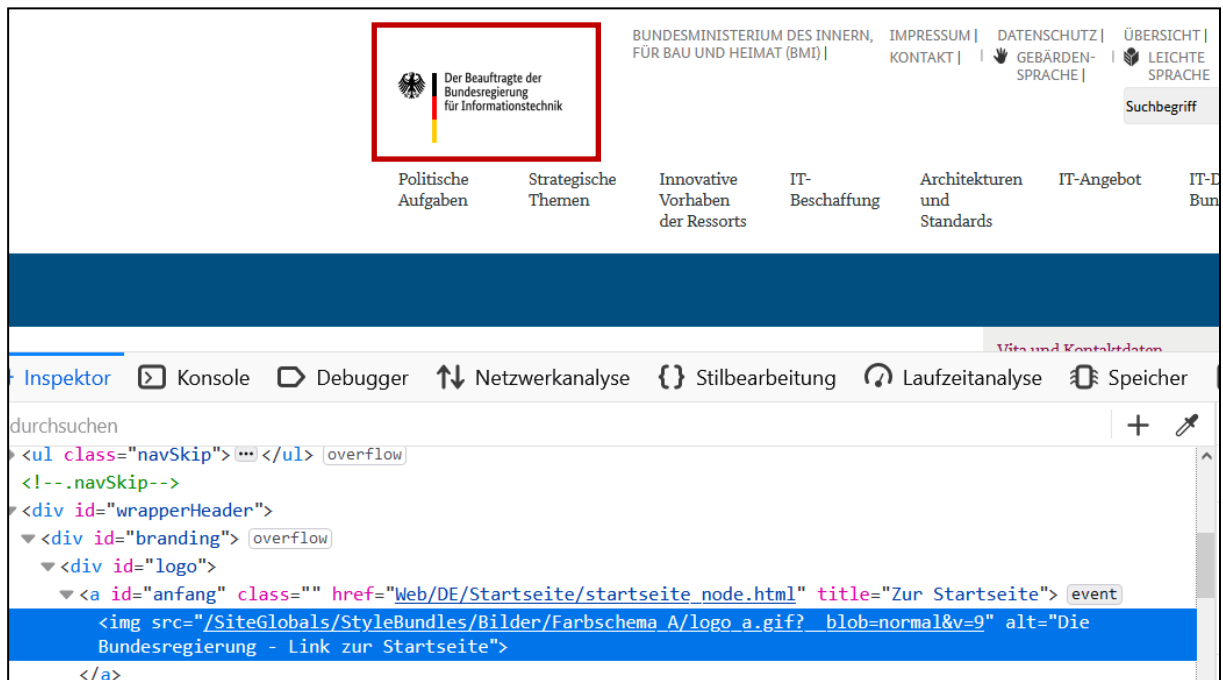 BUNDESMINISTERIUM DES INNERN,
FÜR BAU UND HEIMAT (BMI) |
IMPRESSUM | DATENSCHUTZ | ÜBERSICHT |
KONTAKT | | GEBÄRDEN-
SPRACHE |
| LEICHTE
SPRACHE
Der Beauftragte der
Bundesregierung
für Informationstechnik
Suchbegriff
Politische
Aufgaben
Strategische
Themen
Innovative
Vorhaben
der Ressorts
IT-
Beschaffung
Architekturen
und
Standards
IT-Angebot
IT-D
Bun
Vita und Kontaktdaten
Inspektor Konsole Debugger Netzwerkanalyse {} Stilbearbeitung Laufzeitanalyse Speicher
durchsuchen
<ul class="navSkip"> ··· </ul> overflow
<!--.navSkip-->
<div id="wrapperHeader">
<div id="branding"> overflow
<div id="logo">
<a id="anfang" class="" href="Web/DE/Startseite/startseite_node.html" title="Zur Startseite"> event
<img src="/SiteGlobals/StyleBundles/Bilder/Farbschema_A/logo_a.gif?__blob=normal&v=9" alt="Die
Bundesregierung - Link zur Startseite">
</a>